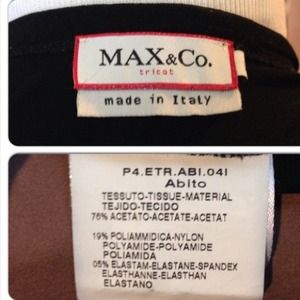 MAX&Co.
tricot
made in Italy
P4.ETR.ABI.04I
Abito
TESSUTO-TISSUE-MATERIAL
TEJIDO-TECIDO
76% ACETATO-ACETATE-ACETAT
19% POLIAMMIDICA-NYLON
POLYAMIDE-POLYAMIDE
POLIAMIDA
05% ELASTAM-ELASTANE-SPANDEX
ELASTHANNE-ELASTHAN
ELASTANO